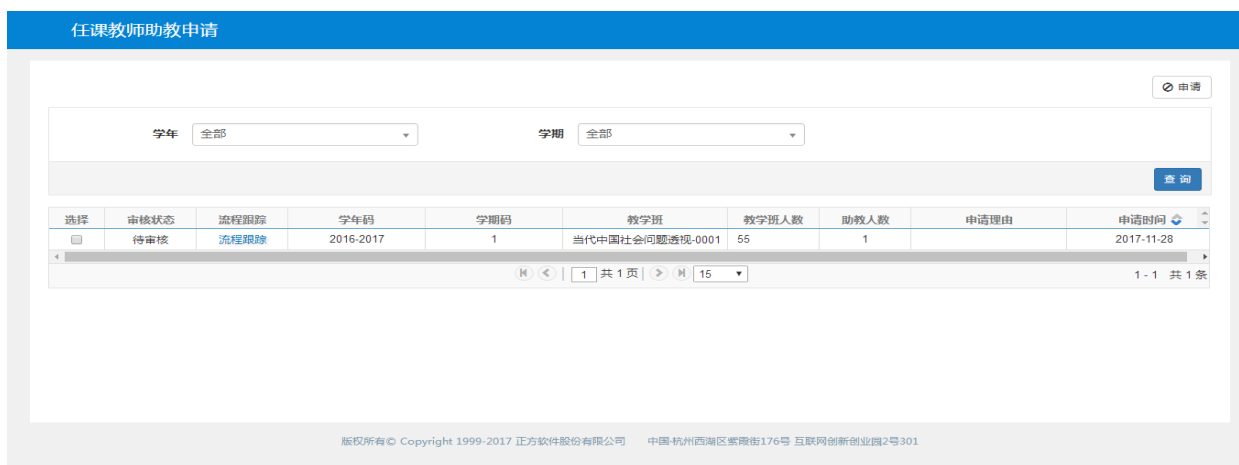 任课教师助教申请
申请
学年 全部 学期 全部
查 询
选择 审核状态 流程跟踪 学年码 学期码 教学班 教学班人数 助教人数 申请理由 申请时间
待审核 流程跟踪 2016-2017 1 当代中国社会问题透视-0001 55 1 2017-11-28
1 共 1 页 15 1 - 1 共 1 条
版权所有© Copyright 1999-2017 正方软件股份有限公司 中国·杭州西湖区紫霞街176号 互联网创新创业园2号301